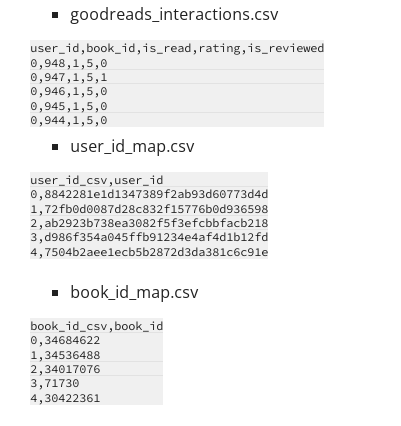 goodreads_interactions.csv
user_id,book_id,is_read,rating,is_reviewed
0,948,1,5,0
0,947,1,5,1
0,946,1,5,0
0,945,1,5,0
0,944,1,5,0
user_id_map.csv
user_id_csv,user_id
0,8842281e1d1347389f2ab93d60773d4d
1,72fb0d0087d28c832f15776b0d936598
2,ab2923b738ea3082f5f3efcbbfacb218
3,d986f354a045ffb91234e4af4d1b12fd
4,7504b2aee1ecb5b2872d3da381c6c91e
book_id_map.csv
book_id_csv,book_id
0,34684622
1,34536488
2,34017076
3,71730
4,30422361